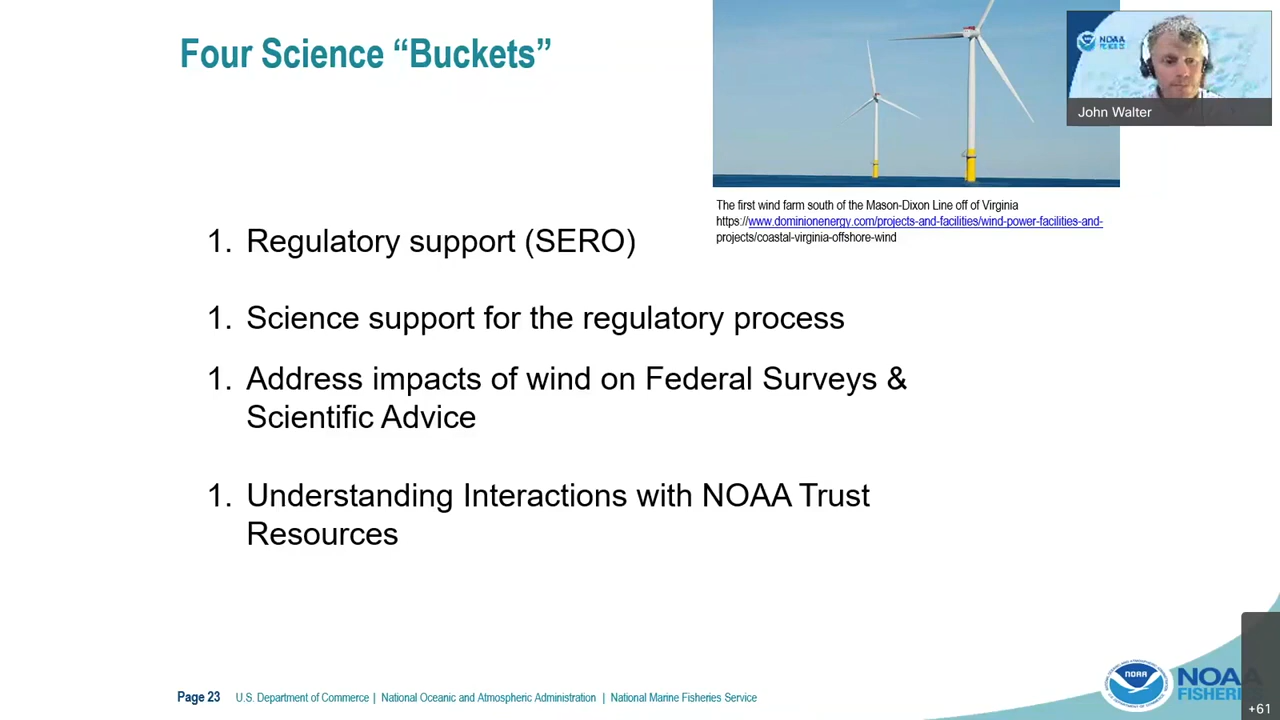 Four Science “Buckets”
NOAA
FISHERIES
John Walter
The first wind farm south of the Mason-Dixon Line off of Virginia
https://www.dominionenergy.com/projects-and-facilities/wind-power-facilities-and-
projects/coastal-virginia-offshore-wind
1. Regulatory support (SERO)
1. Science support for the regulatory process
1. Address impacts of wind on Federal Surveys &
Scientific Advice
1. Understanding Interactions with NOAA Trust
Resources
Page 23 U.S. Department of Commerce | National Oceanic and Atmospheric Administration | National Marine Fisheries Service
NOAA
NOAA
FISHERIES
+61